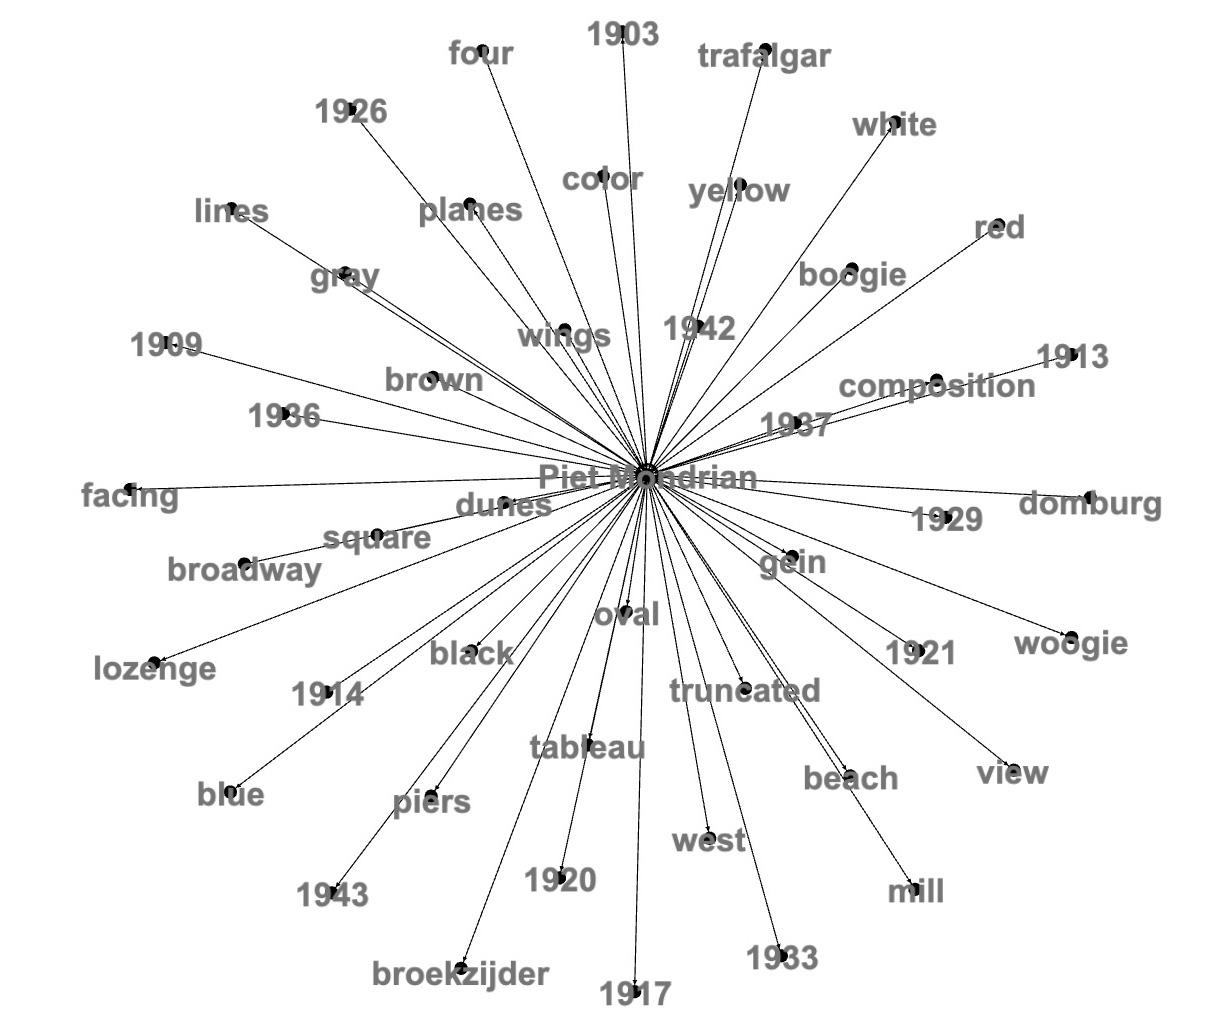 1903
four
trafalgar
1926
white
color
yellow
lines
planes
red
gray
boogie
1942
wings
1909
1913
brown
composition
1936
1937
Piet Mondrian
facing
dunes
domburg
1929
square
gein
broadway
oval
woogie
black
1921
lozenge
truncated
1914
tableau
view
beach
blue
piers
west
1920
mill
1943
1933
broekzijder
1917